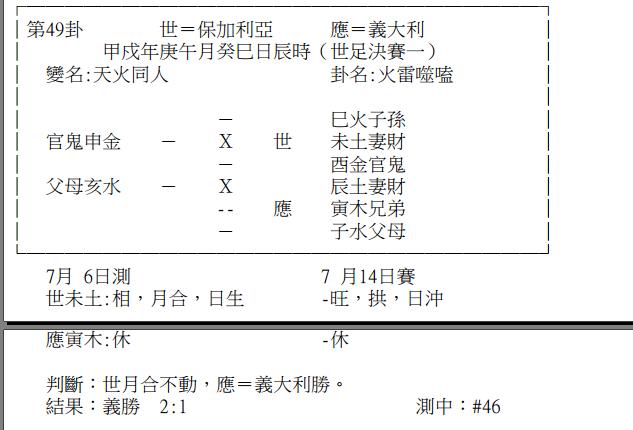 第49卦 世＝保加利亞 應＝義大利
甲戌年庚午月癸巳日辰時（世足決賽一）
變名:天火同人 卦名:火雷噬嗑
— 巳火子孫
官鬼申金 — X 世 未土妻財
— 酉金官鬼
父母亥水 — X 辰土妻財
-- 應 寅木兄弟
— 子水父母
7月 6日測 7 月14日賽
世未土:相，月合，日生 -旺，拱，日沖
應寅木:休 -休
判斷：世月合不動，應＝義大利勝。
結果：義勝 2:1 測中：#46